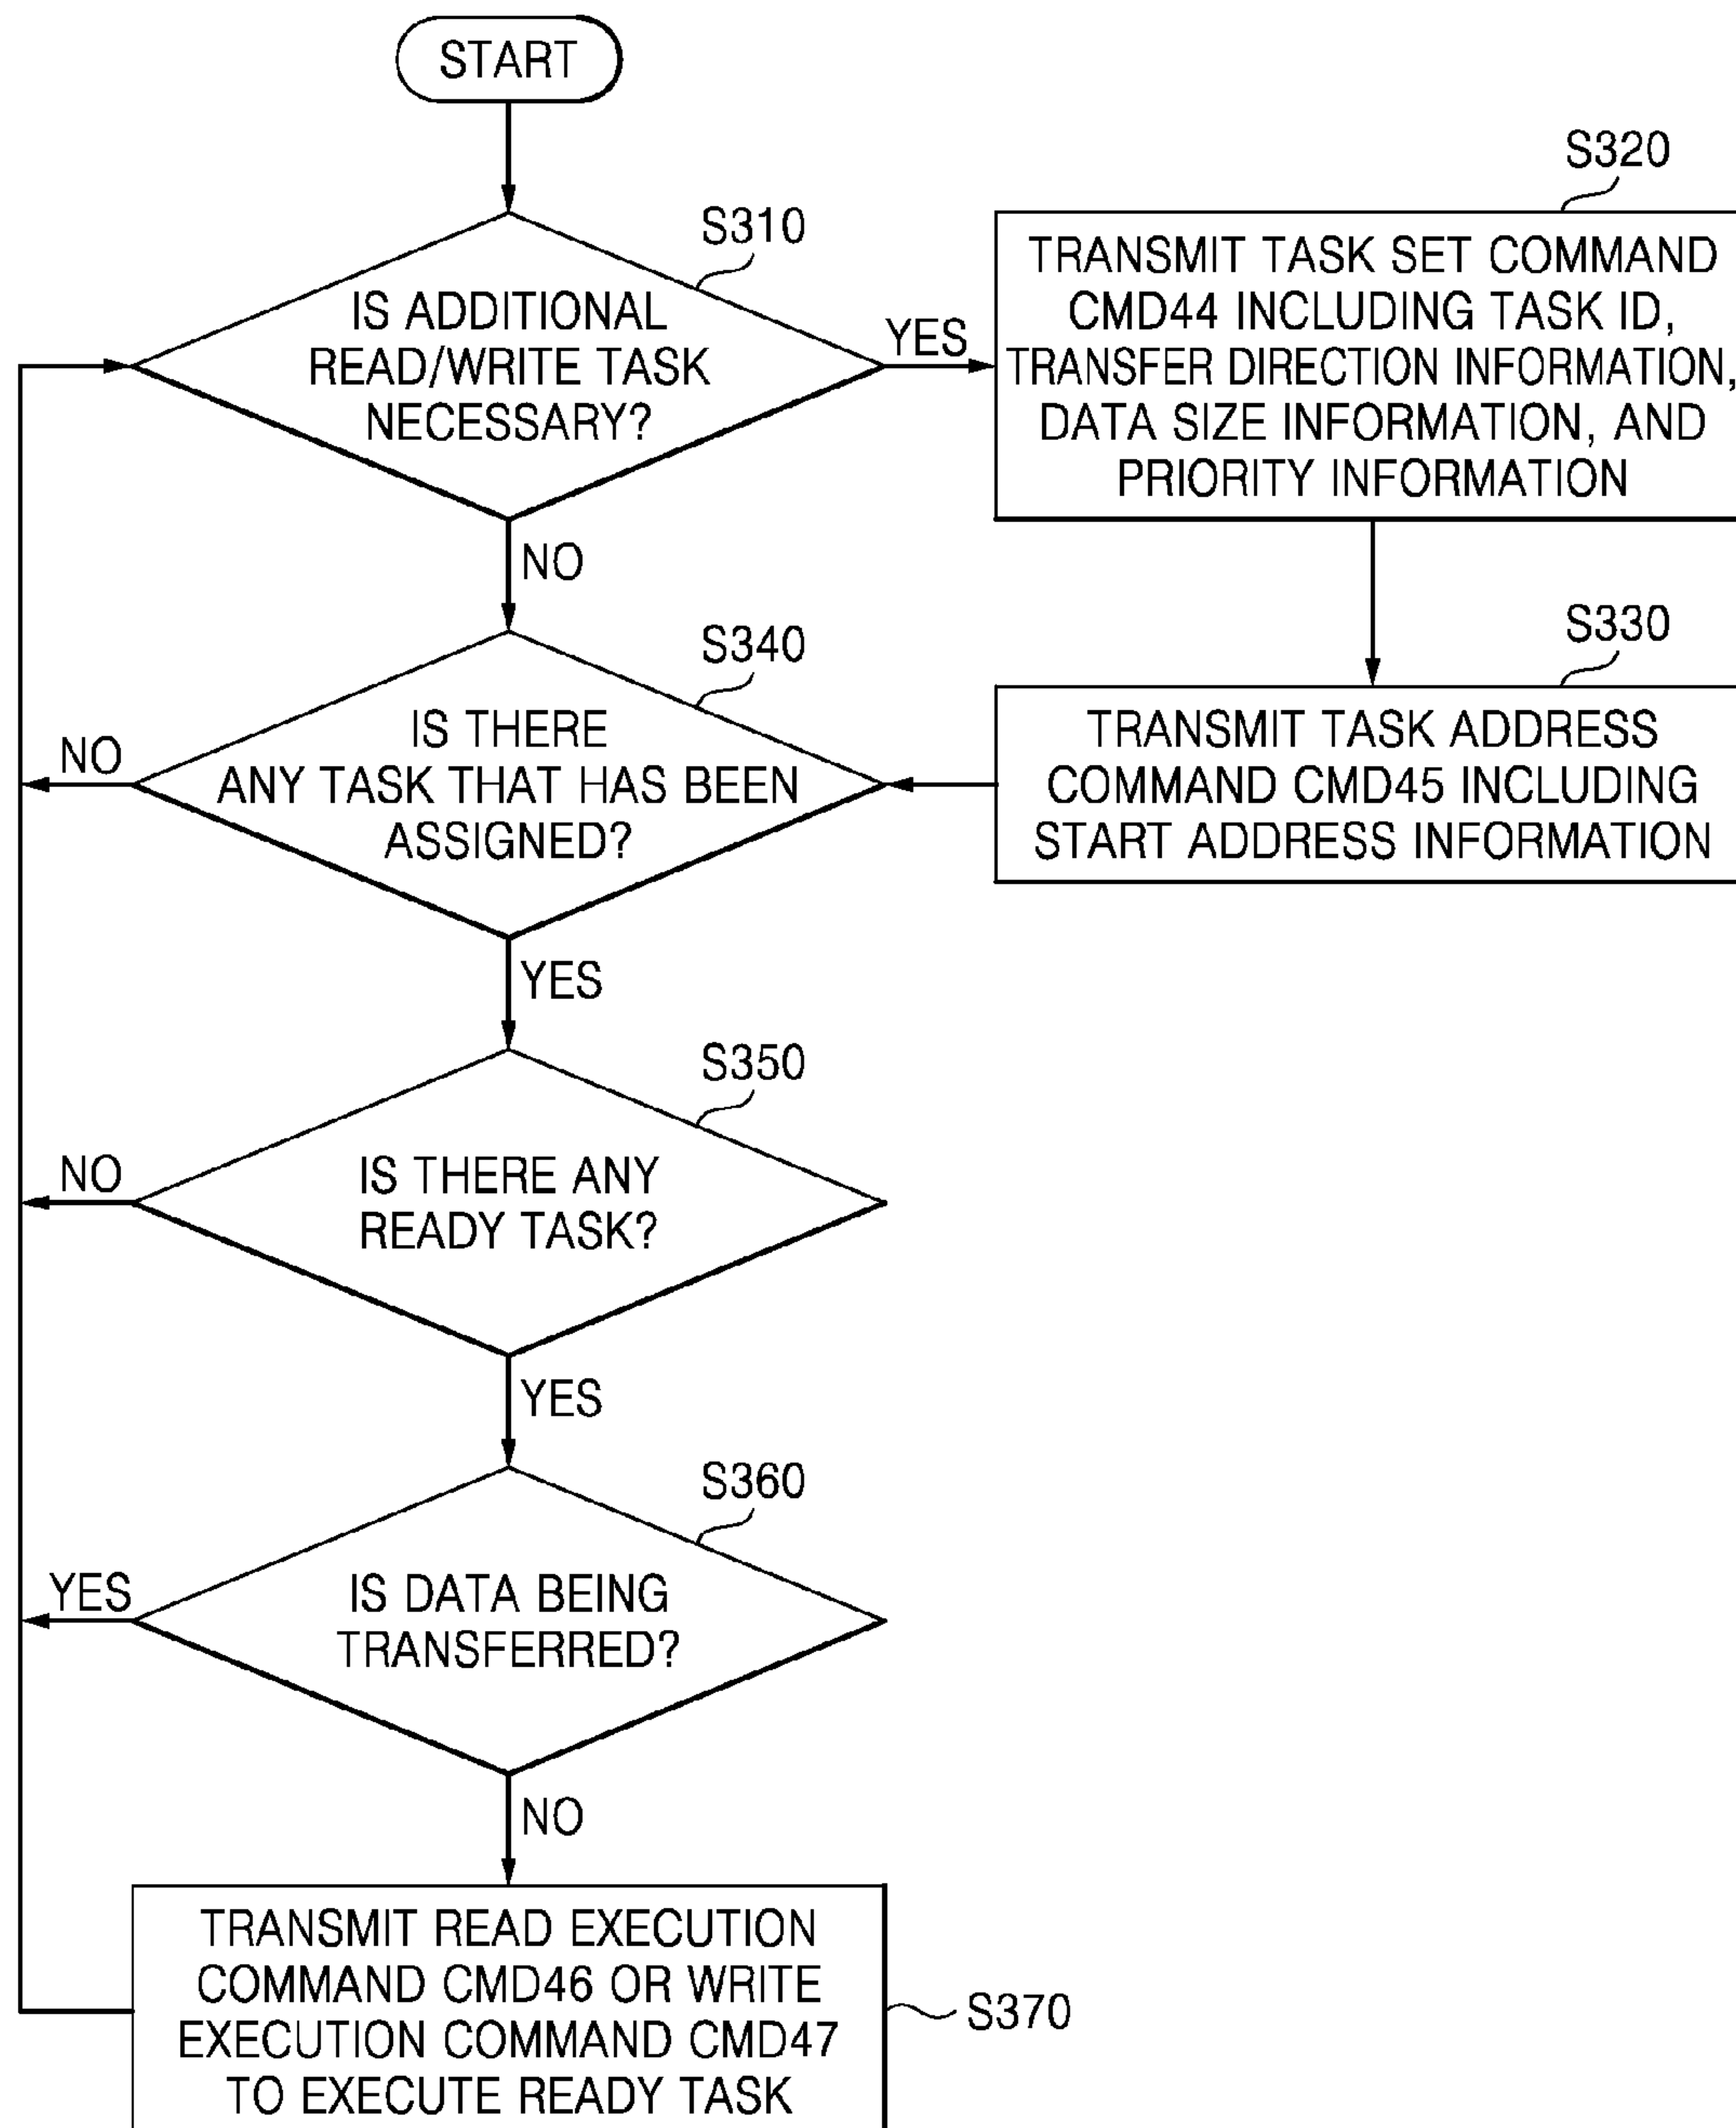 START
S310
IS ADDITIONAL
READ/WRITE TASK
NECESSARY?
YES
NO
S320
TRANSMIT TASK SET COMMAND
CMD44 INCLUDING TASK ID,
TRANSFER DIRECTION INFORMATION,
DATA SIZE INFORMATION, AND
PRIORITY INFORMATION
S330
TRANSMIT TASK ADDRESS
COMMAND CMD45 INCLUDING
START ADDRESS INFORMATION
S340
IS THERE
ANY TASK THAT HAS BEEN
ASSIGNED?
NO
YES
S350
IS THERE ANY
READY TASK?
NO
YES
S360
IS DATA BEING
TRANSFERRED?
YES
NO
TRANSMIT READ EXECUTION
COMMAND CMD46 OR WRITE
EXECUTION COMMAND CMD47
TO EXECUTE READY TASK
S370